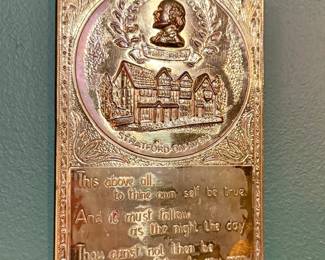 STRATFORD
This above all
to thine own self be true
And it must follow
as the night the day
Thou canst not then be